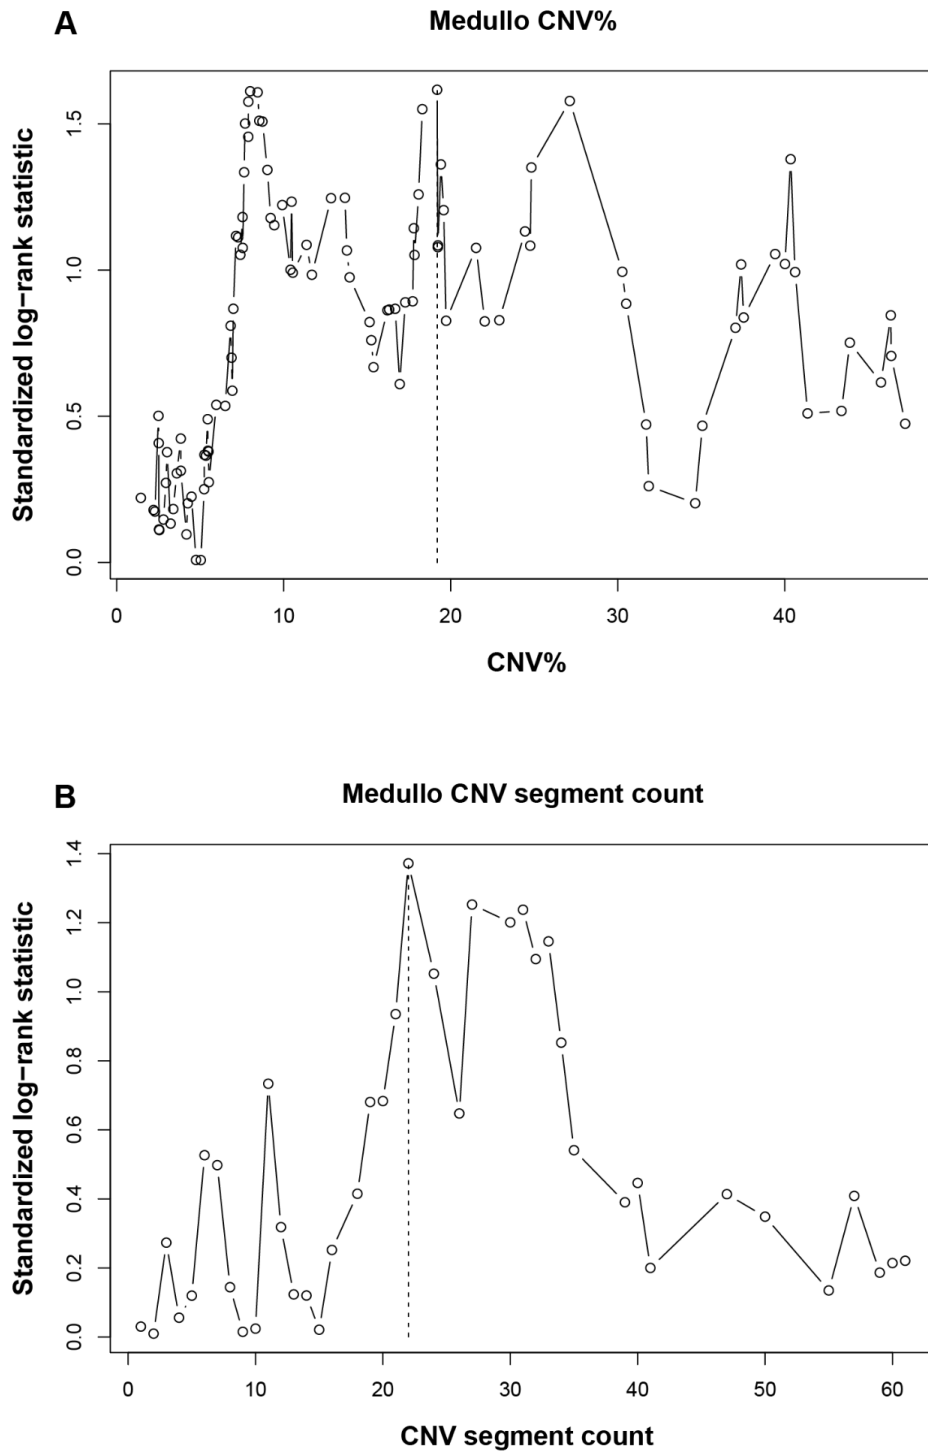 A
Medullo CNV%
Standardized log−rank statistic
1.5
1.0
0.5
0.0
0 10 20 30 40
CNV%
B
Medullo CNV segment count
Standardized log−rank statistic
1.4
1.2
1.0
0.8
0.6
0.4
0.2
0.0
0 10 20 30 40 50 60
CNV segment count